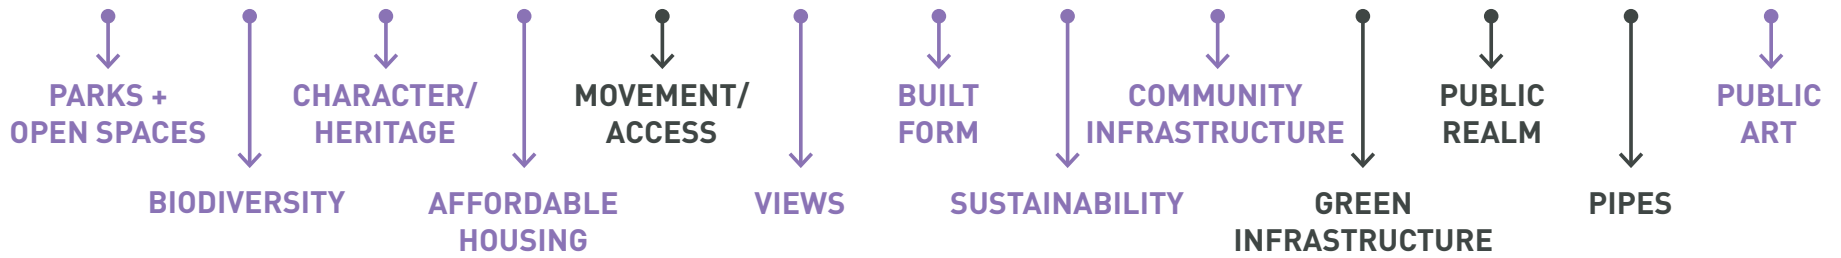 PARKS +
OPEN SPACES
BIODIVERSITY
CHARACTER/
HERITAGE
AFFORDABLE
HOUSING
MOVEMENT/
ACCESS
VIEWS
BUILT
FORM
SUSTAINABILITY
COMMUNITY
INFRASTRUCTURE
GREEN
INFRASTRUCTURE
PUBLIC
REALM
PIPES
PUBLIC
ART